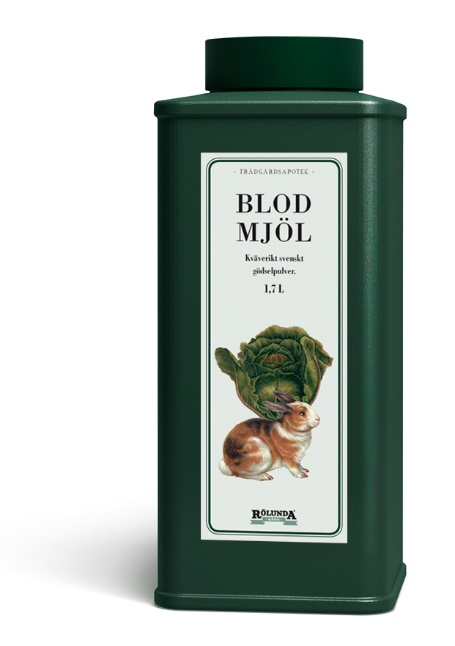 · TRÄDGÅRDSAPOTEK ·
BLOD
MJÖL
Kväverikt svenskt
gödselpulver.
1,7 L
RÖLUNDA